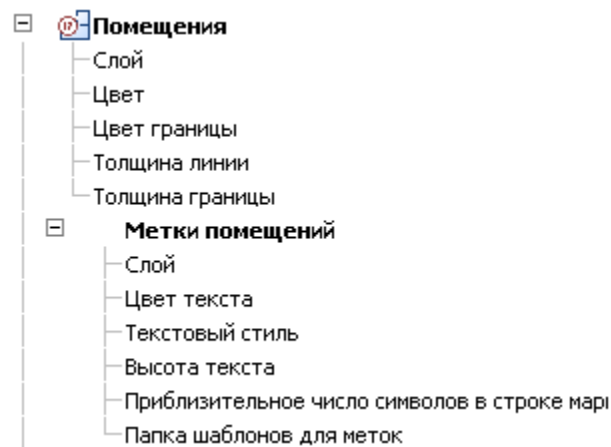 Помещения
Слой
Цвет
Цвет границы
Толщина линии
Толщина границы
Метки помещений
Слой
Цвет текста
Текстовый стиль
Высота текста
Приблизительное число символов в строке
Папка шаблонов для меток